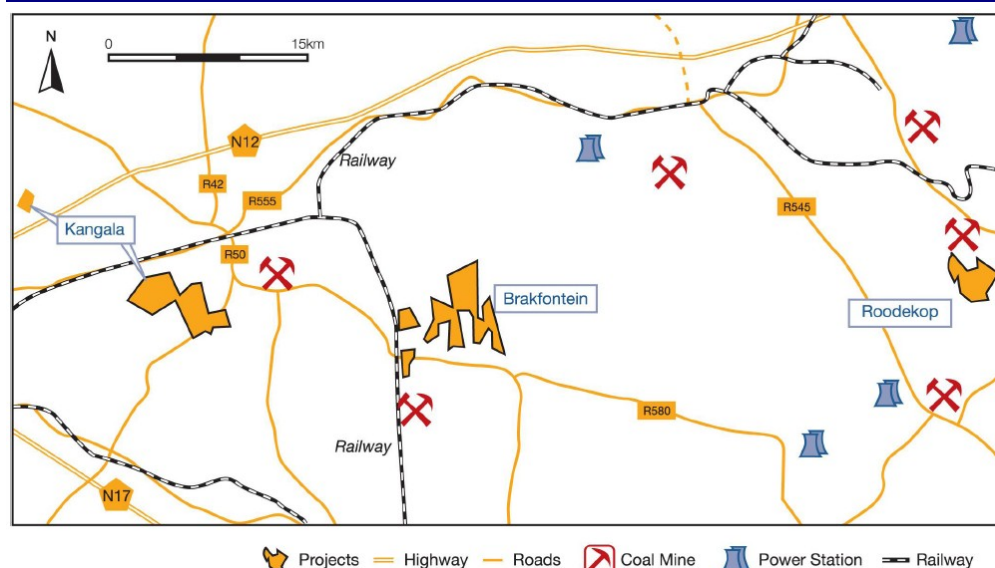 N
0 15km
N12
Railway
R42
R555
R545
Kangala
R50
Brakfontein
Roodekop
R580
Railway
N17
Projects Highway Roads Coal Mine Power Station Railway